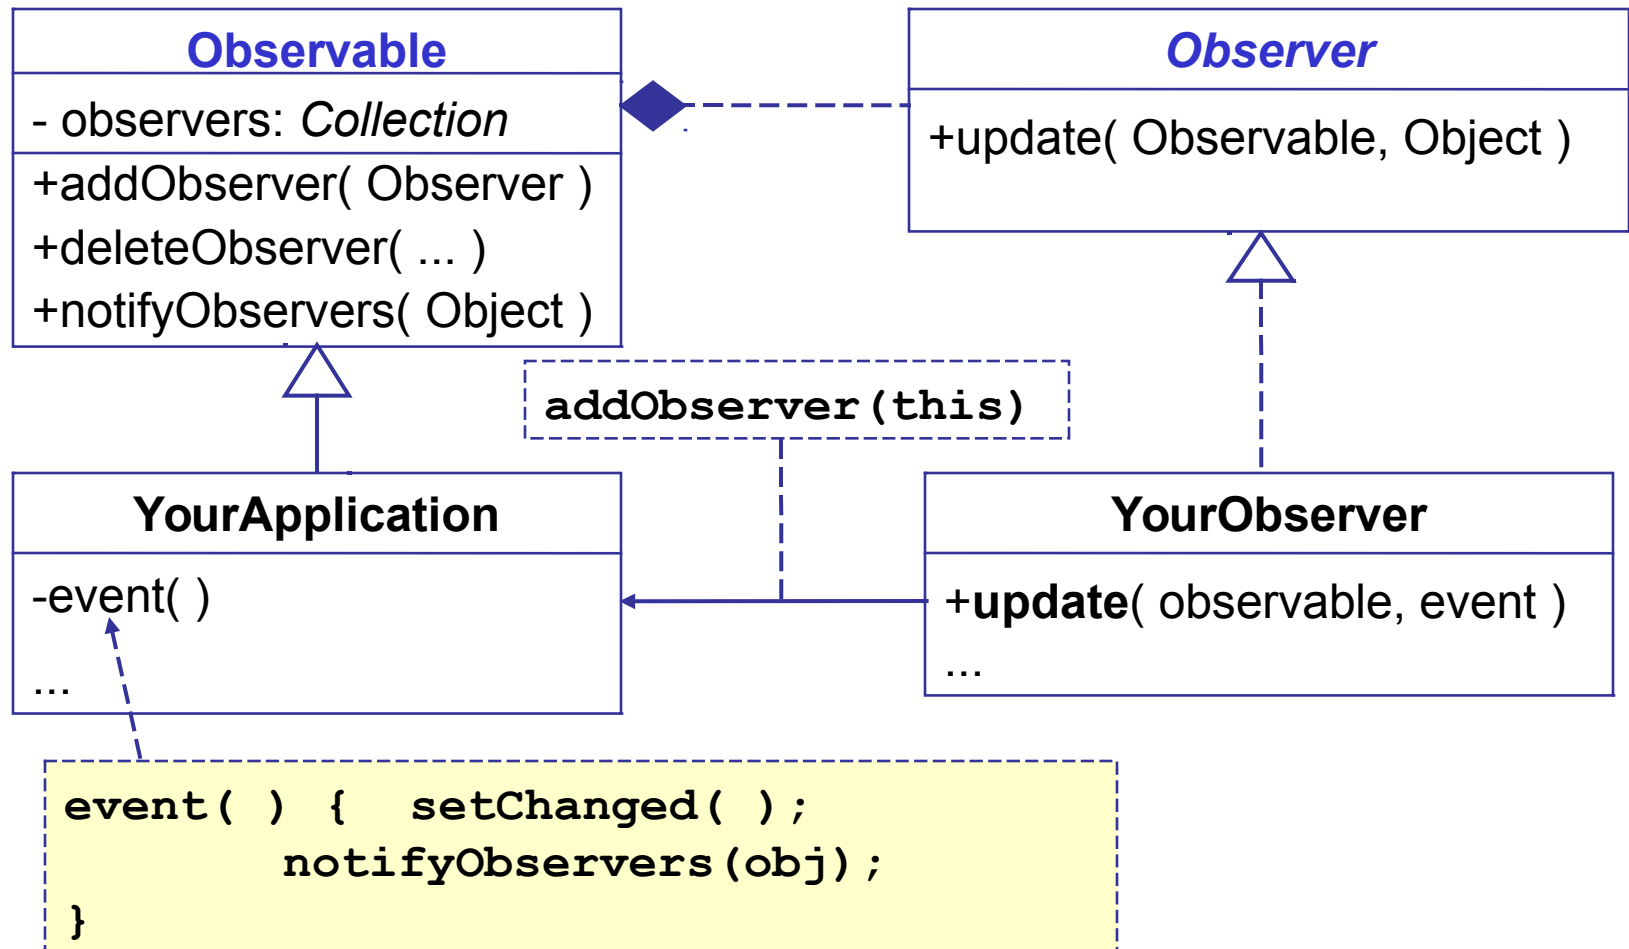 Observable
- observers: Collection
+addObserver( Observer )
+deleteObserver( ... )
+notifyObservers( Object )
Observer
+update( Observable, Object )
addObserver(this)
YourApplication
-event( )
...
YourObserver
+update( observable, event )
...
event( ) {   setChanged( );
notifyObservers(obj);
}